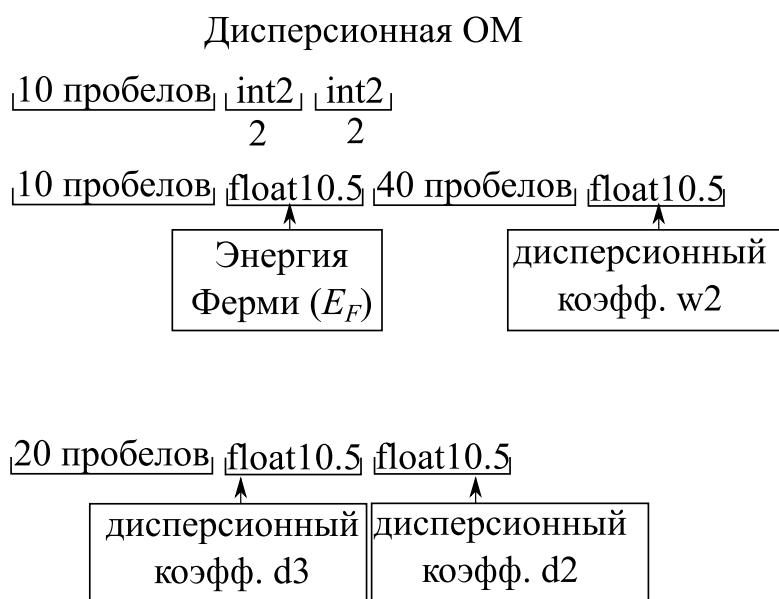 Дисперсионная ОМ
10 пробелов int2 int2
2 2
10 пробелов float10.5 40 пробелов float10.5
Энергия дисперсионный
Ферми (E_F) коэфф. w2
20 пробелов float10.5 float10.5
дисперсионный дисперсионный
коэфф. d3 коэфф. d2